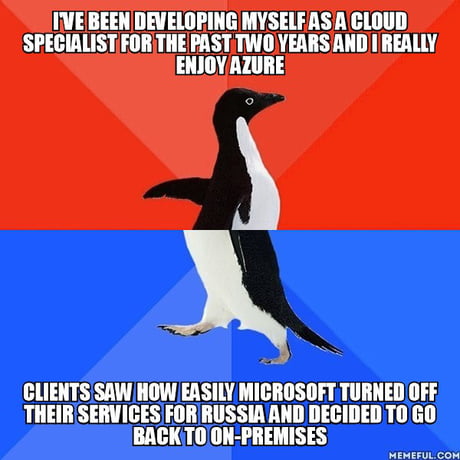 I'VE BEEN DEVELOPING MYSELF AS A CLOUD
SPECIALIST FOR THE PAST TWO YEARS AND I REALLY
ENJOY AZURE
CLIENTS SAW HOW EASILY MICROSOFT TURNED OFF
THEIR SERVICES FOR RUSSIA AND DECIDED TO GO
BACK TO ON-PREMISES
MEMEFUL.COM